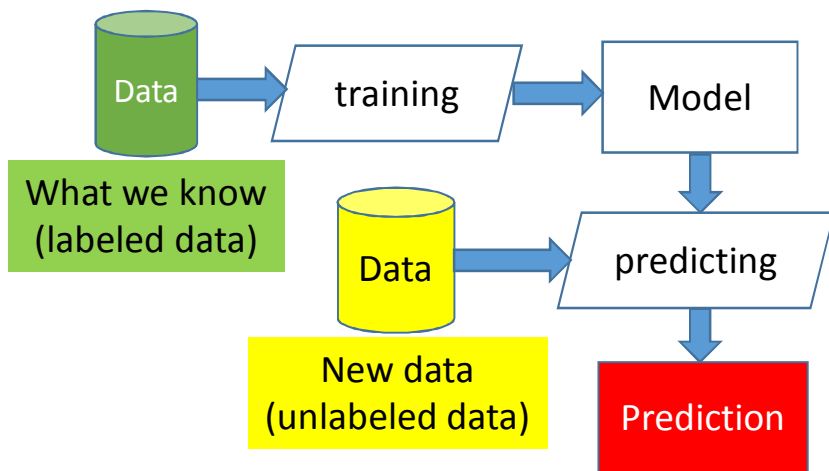 Data
training
Model
What we know
(labeled data)
Data
predicting
New data
(unlabeled data)
Prediction